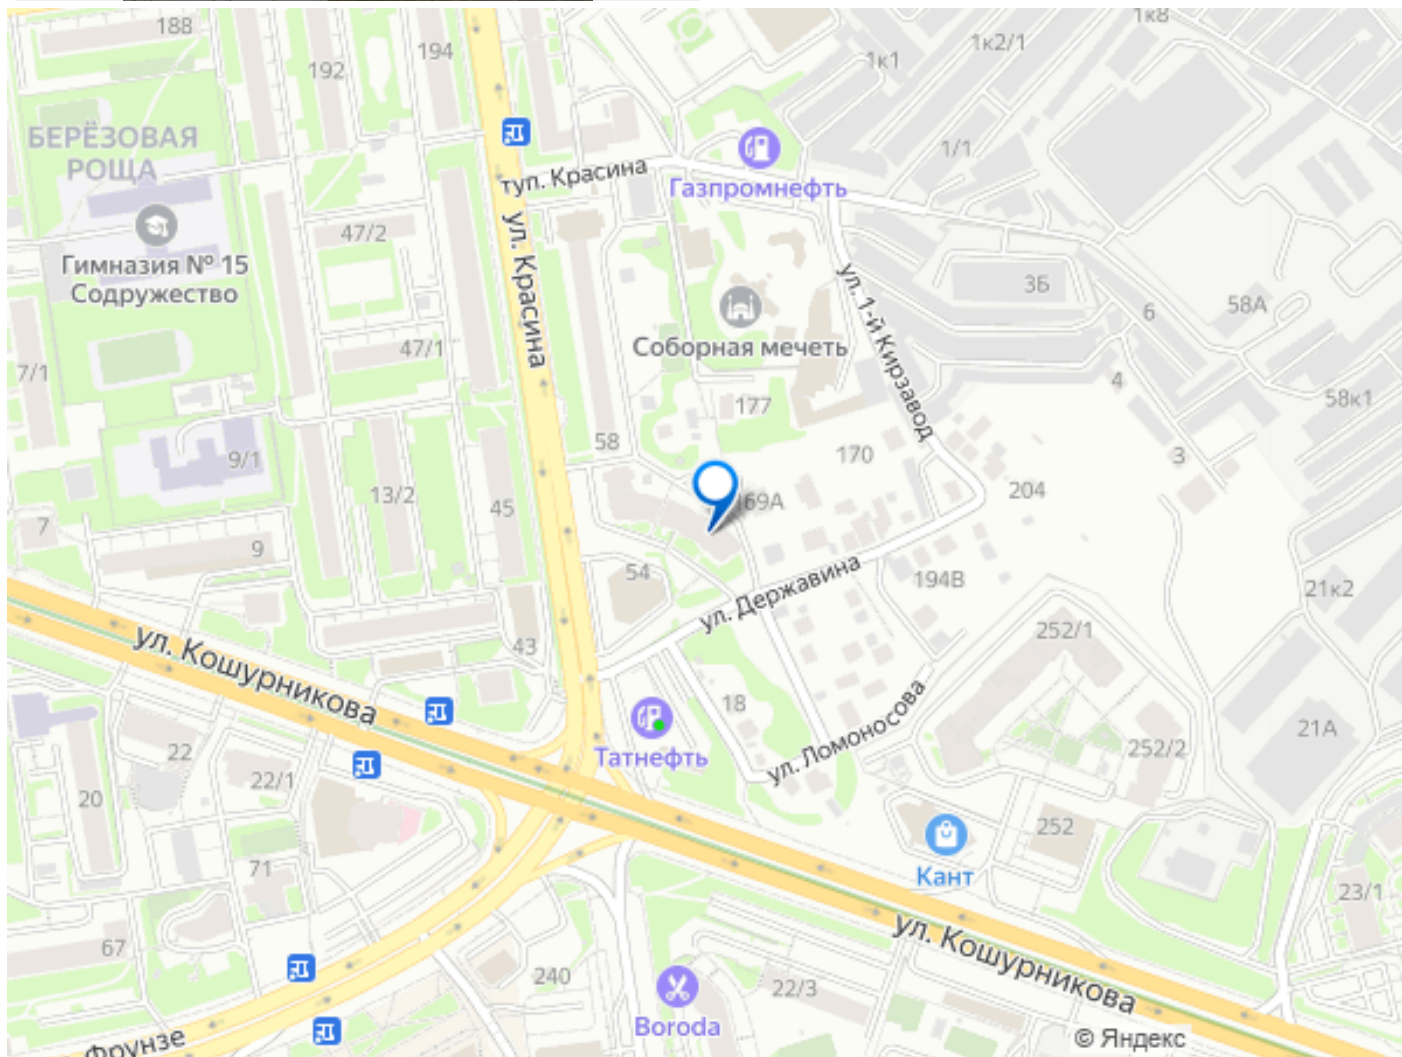 188
192
194
1к8
1к2/1
1к1
БЕРЁЗОВАЯ
РОЩА
туп. Красина
Газпромнефть
1/1
47/2
ул. Красина
Гимназия № 15
Содружество
ул. 1-й Кирзавод
3Б
6
58А
47/1
Соборная мечеть
7/1
177
4
58к1
58
170
3
9/1
13/2
45
69А
204
7
9
54
ул. Державина
194В
21к2
43
252/1
ул. Кошурникова
18
ул. Ломоносова
21А
22
Татнефть
252/2
22/1
20
252
71
Кант
23/1
67
ул. Кошурникова
240
22/3
Boroda
Фрунзе
© Яндекс